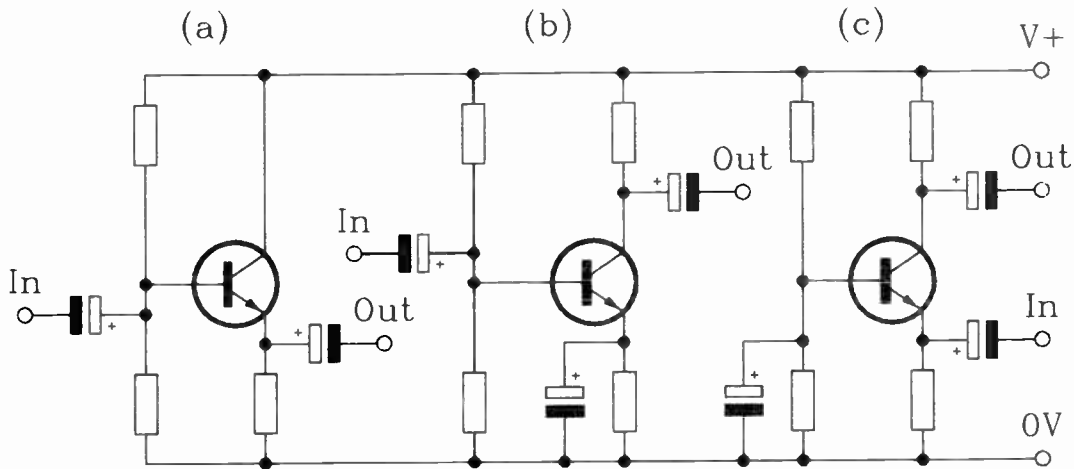 (a)
(b)
(c)
V+
Out
Out
In
In
Out
In
+
+
+
+
+
+
+
+
0V